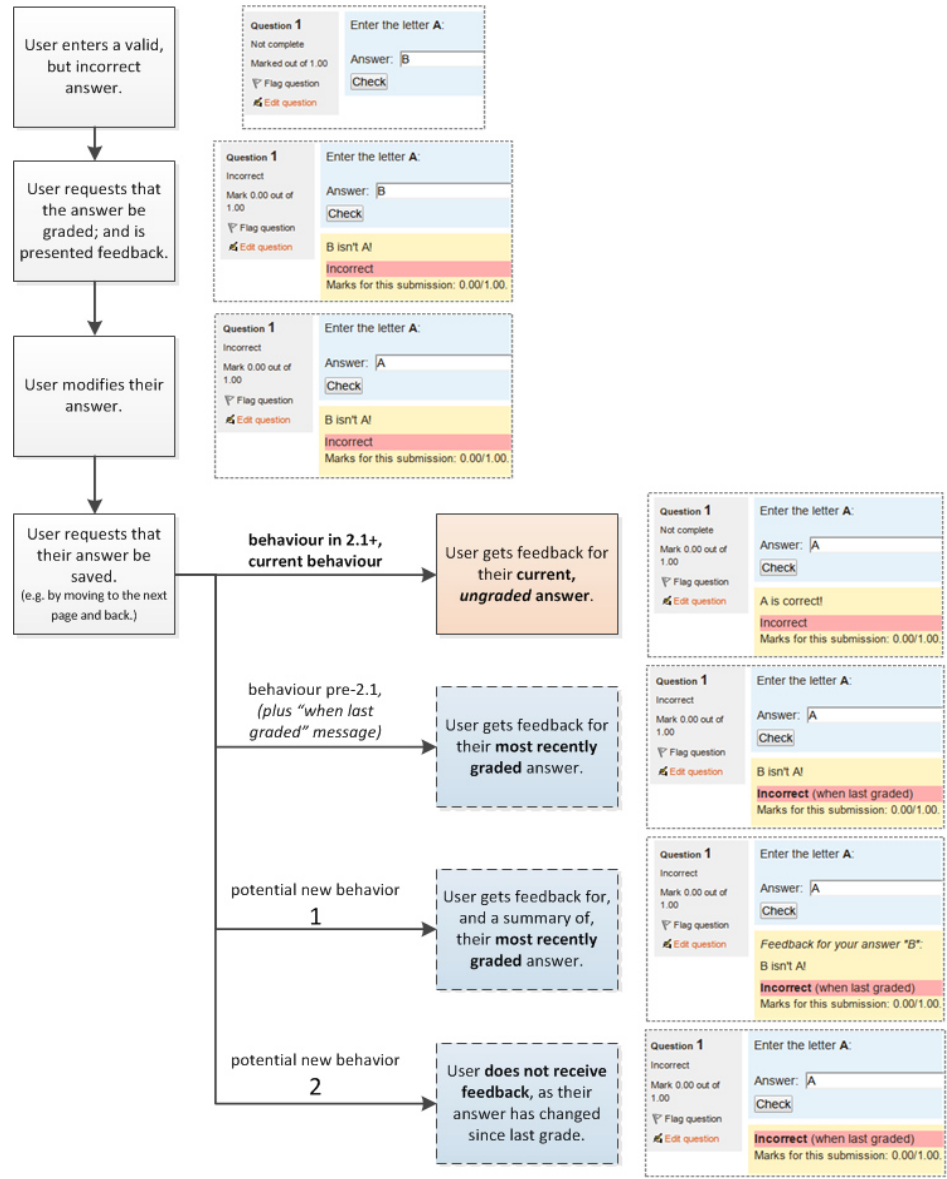 User enters a valid,
but incorrect
answer.
Question 1
Not complete
Marked out of 1.00
Flag question
Edit question
Enter the letter A:
Answer: B
Check
User requests that
the answer be
graded; and is
presented feedback.
Question 1
Incorrect
Mark 0.00 out of
1.00
Flag question
Edit question
Enter the letter A:
Answer: B
Check
B isn't A!
Incorrect
Marks for this submission: 0.00/1.00.
User modifies their
answer.
Question 1
Incorrect
Mark 0.00 out of
1.00
Flag question
Edit question
Enter the letter A:
Answer: A
Check
B isn't A!
Incorrect
Marks for this submission: 0.00/1.00.
User requests that
their answer be
saved.
(e.g. by moving to the next
page and back.)
behaviour in 2.1+,
current behaviour
User gets feedback for
their current,
ungraded answer.
Question 1
Not complete
Mark 0.00 out of
1.00
Flag question
Edit question
Enter the letter A:
Answer: A
Check
A is correct!
Incorrect
Marks for this submission: 0.00/1.00.
behaviour pre-2.1,
(plus "when last
graded" message)
User gets feedback for
their most recently
graded answer.
Question 1
Incorrect
Mark 0.00 out of
1.00
Flag question
Edit question
Enter the letter A:
Answer: A
Check
B isn't A!
Incorrect (when last graded)
Marks for this submission: 0.00/1.00.
potential new behavior
1
User gets feedback for,
and a summary of,
their most recently
graded answer.
Question 1
Incorrect
Mark 0.00 out of
1.00
Flag question
Edit question
Enter the letter A:
Answer: A
Check
Feedback for your answer "B":
B isn't A!
Incorrect (when last graded)
Marks for this submission: 0.00/1.00.
potential new behavior
2
User does not receive
feedback, as their
answer has changed
since last grade.
Question 1
Incorrect
Mark 0.00 out of
1.00
Flag question
Edit question
Enter the letter A:
Answer: A
Check
Incorrect (when last graded)
Marks for this submission: 0.00/1.00.